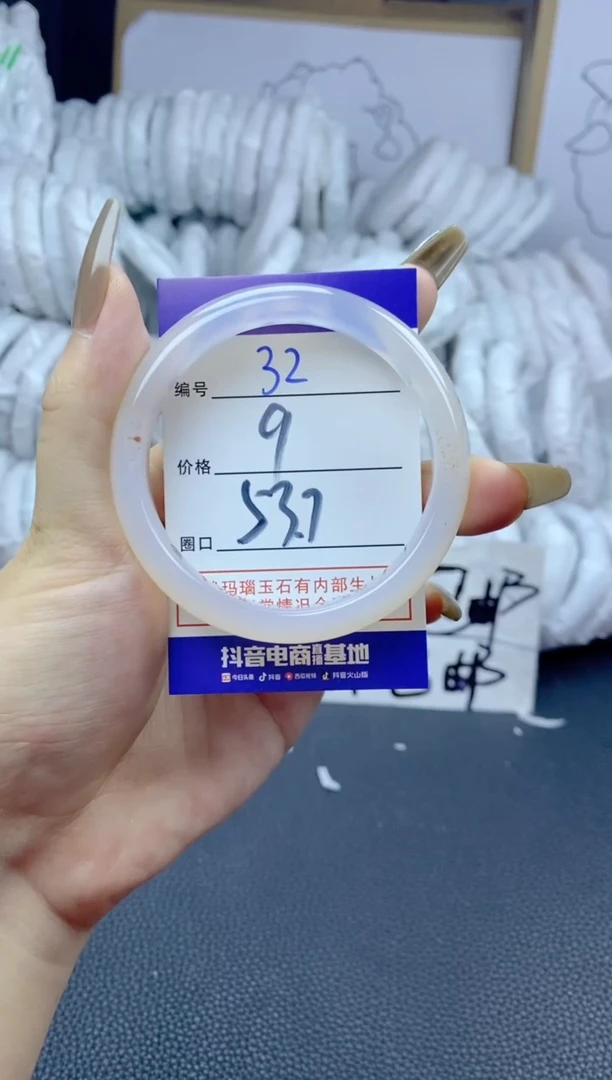 编号 32
价格 9
圈口 53.7
玛瑙玉石有内部生
抖音电商直播基地
今日头条 抖音 西瓜视频 抖音火山版